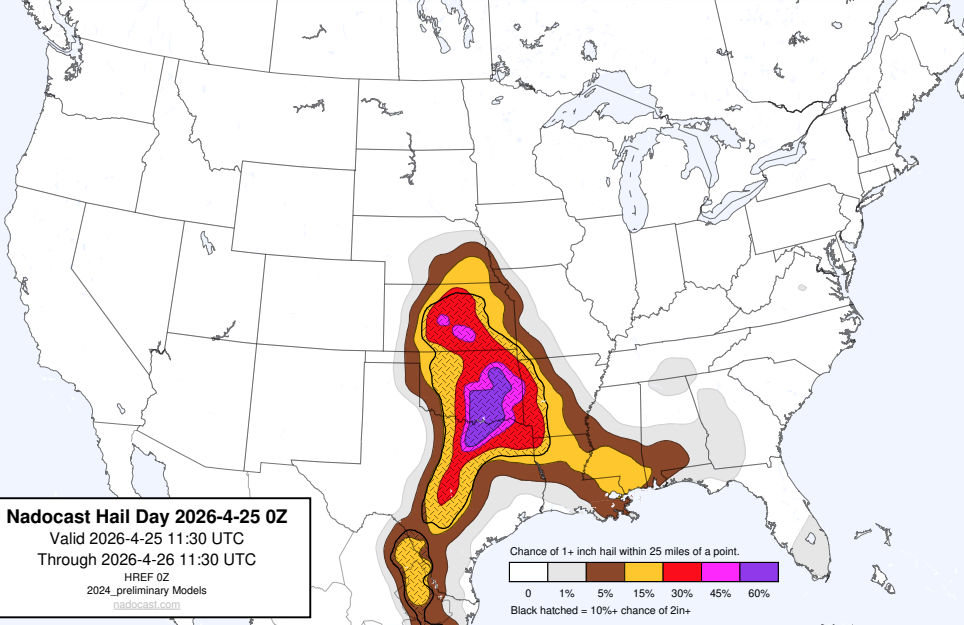 Nadocast Hail Day 2026-4-25 0Z
Valid 2026-4-25 11:30 UTC
Through 2026-4-26 11:30 UTC
HREF 0Z
2024_preliminary Models
nadocast.com
Chance of 1+ inch hail within 25 miles of a point.
0 1% 5% 15% 30% 45% 60%
Black hatched = 10%+ chance of 2in+